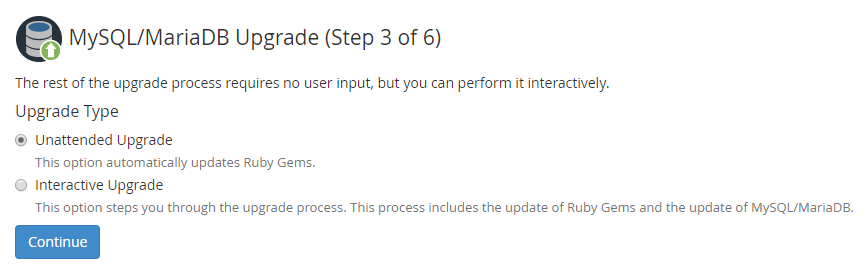 MySQL/MariaDB Upgrade (Step 3 of 6)
The rest of the upgrade process requires no user input, but you can perform it interactively.
Upgrade Type
Unattended Upgrade
This option automatically updates Ruby Gems.
Interactive Upgrade
This option steps you through the upgrade process. This process includes the update of Ruby Gems and the update of MySQL/MariaDB.
Continue